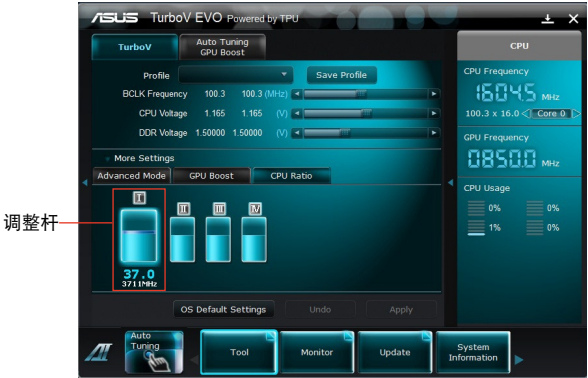 ASUS TurboV EVO Powered by TPU
TurboV
Auto Tuning
GPU Boost
CPU
Profile
Save Profile
BCLK Frequency 100.3 100.3 (MHz)
CPU Voltage 1.165 1.165 (V)
DDR Voltage 1.50000 1.50000 (V)
CPU Frequency
1604.5 MHz
100.3 x 16.0 Core 0
GPU Frequency
0850.0 MHz
More Settings
Advanced Mode GPU Boost CPU Ratio
CPU Usage
0% 0%
1% 0%
I II III IV
调整杆
37.0
3711MHz
OS Default Settings Undo Apply
Auto
Tuning
Tool
Monitor
Update
System
Information